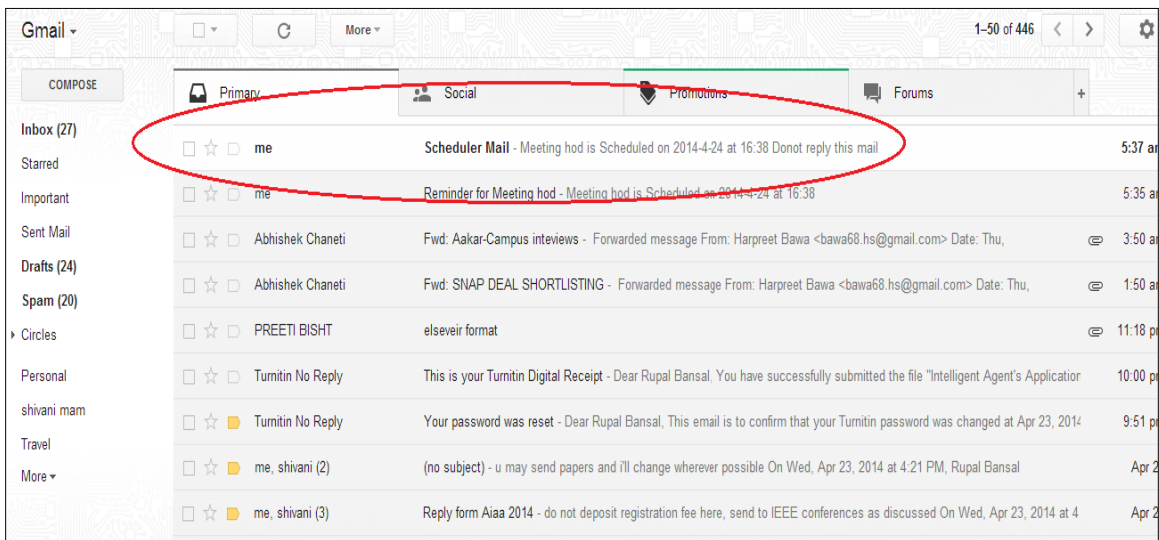 Gmail
More
1–50 of 446
COMPOSE
Primary
Social
Promotions
Forums
+
Inbox (27)
Starred
Important
Sent Mail
Drafts (24)
Spam (20)
Circles
Personal
shivani mam
Travel
More
me Scheduler Mail - Meeting hod is Scheduled on 2014-4-24 at 16:38 Donot reply this mail 5:37 am
me Reminder for Meeting hod - Meeting hod is Scheduled on 2014-4-24 at 16:38 5:35 am
Abhishek Chaneti Fwd: Aakar-Campus inteviews - Forwarded message From: Harpreet Bawa <bawa68.hs@gmail.com> Date: Thu, 3:50 am
Abhishek Chaneti Fwd: SNAP DEAL SHORTLISTING - Forwarded message From: Harpreet Bawa <bawa68.hs@gmail.com> Date: Thu, 1:50 am
PREETI BISHT elseveir format 11:18 pm
Turnitin No Reply This is your Turnitin Digital Receipt - Dear Rupal Bansal, You have successfully submitted the file "Intelligent Agent's Application 10:00 pm
Turnitin No Reply Your password was reset - Dear Rupal Bansal, This email is to confirm that your Turnitin password was changed at Apr 23, 2014 9:51 pm
me, shivani (2) (no subject) - u may send papers and i'll change wherever possible On Wed, Apr 23, 2014 at 4:21 PM, Rupal Bansal Apr 2
me, shivani (3) Reply form Aiaa 2014 - do not deposit registration fee here, send to IEEE conferences as discussed On Wed, Apr 23, 2014 at 4 Apr 2